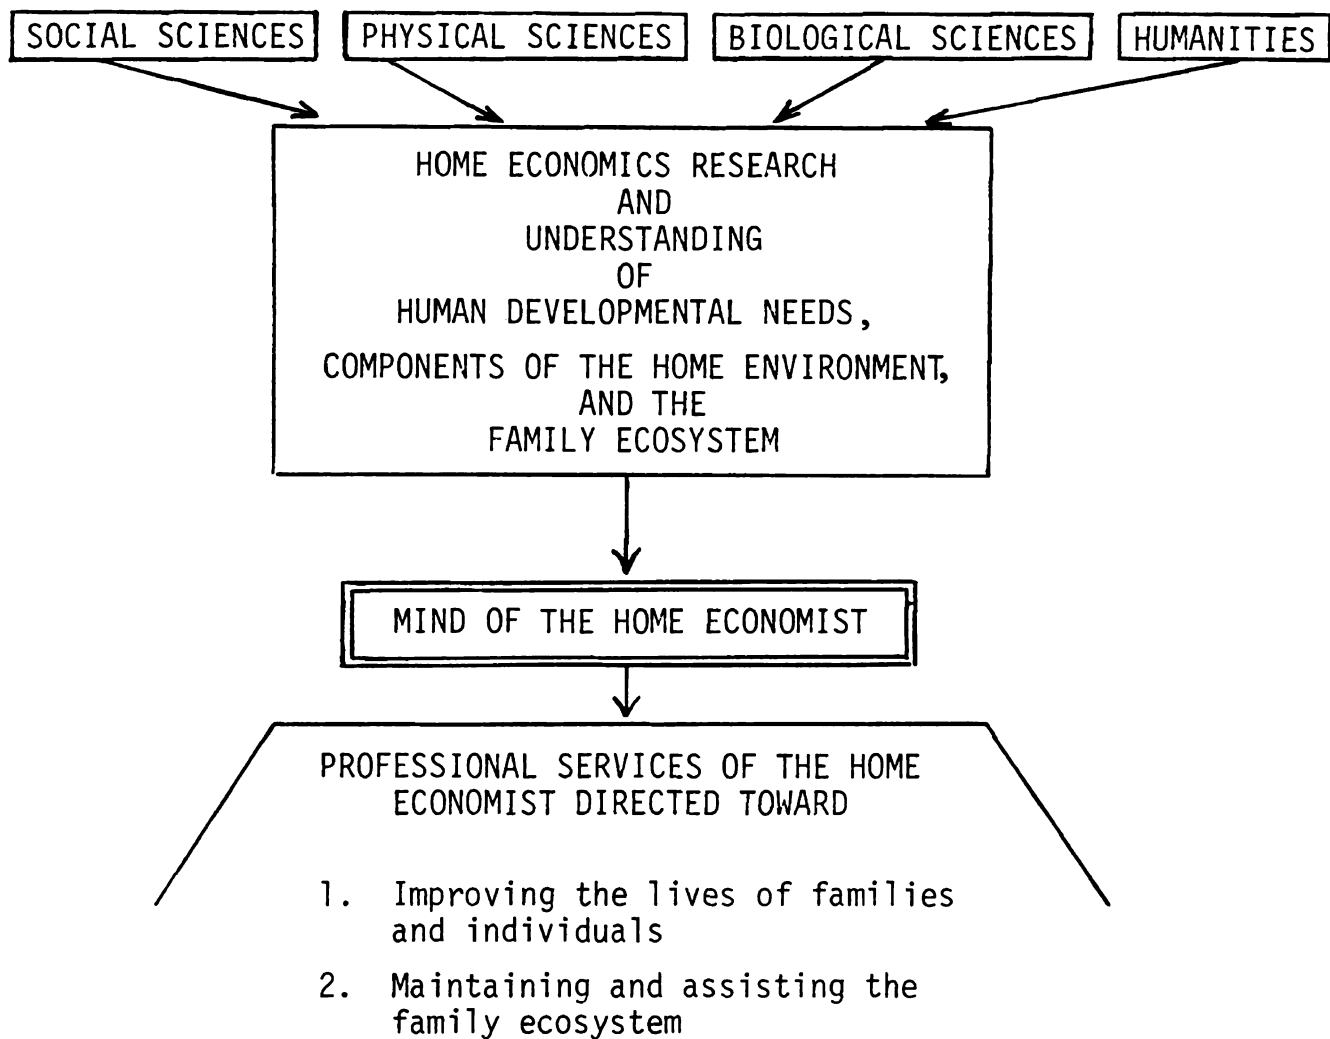 SOCIAL SCIENCES PHYSICAL SCIENCES BIOLOGICAL SCIENCES HUMANITIES
HOME ECONOMICS RESEARCH
AND
UNDERSTANDING
OF
HUMAN DEVELOPMENTAL NEEDS,
COMPONENTS OF THE HOME ENVIRONMENT,
AND THE
FAMILY ECOSYSTEM
MIND OF THE HOME ECONOMIST
PROFESSIONAL SERVICES OF THE HOME
ECONOMIST DIRECTED TOWARD
1. Improving the lives of families
and individuals
2. Maintaining and assisting the
family ecosystem